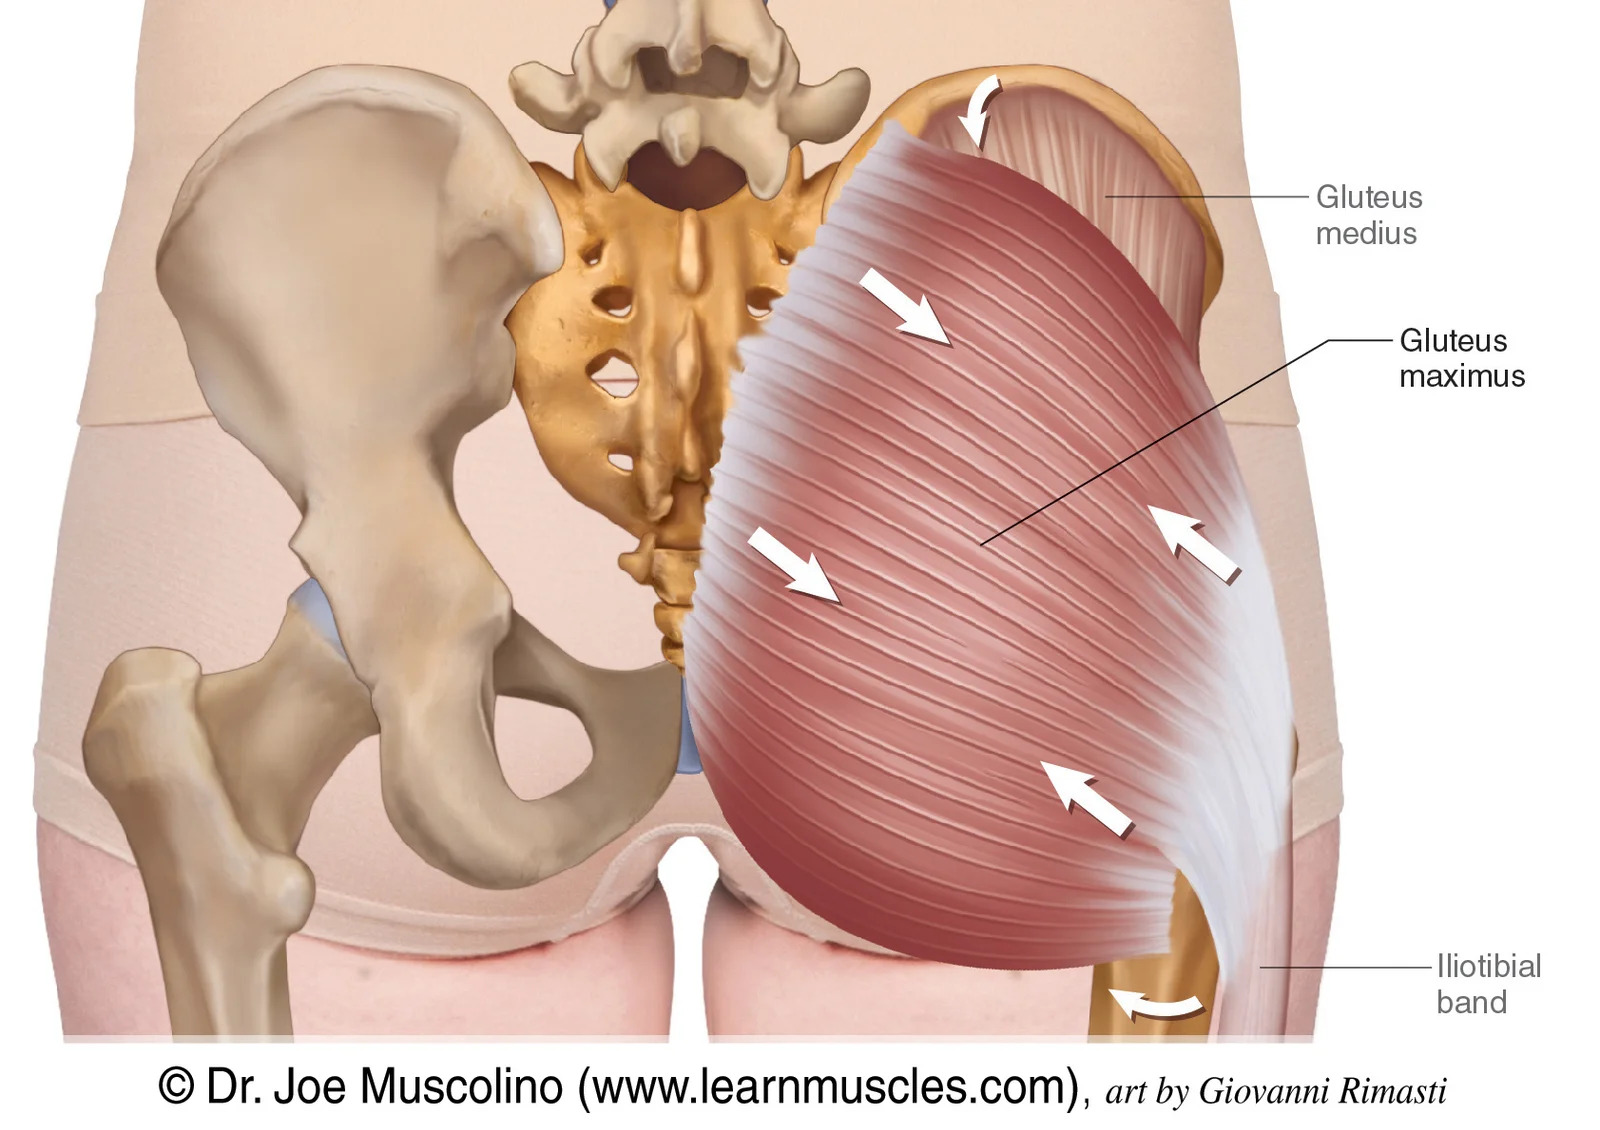 Gluteus
medius
Gluteus
maximus
Iliotibial
band
© Dr. Joe Muscolino (www.learnmuscles.com), art by Giovanni Rimasti